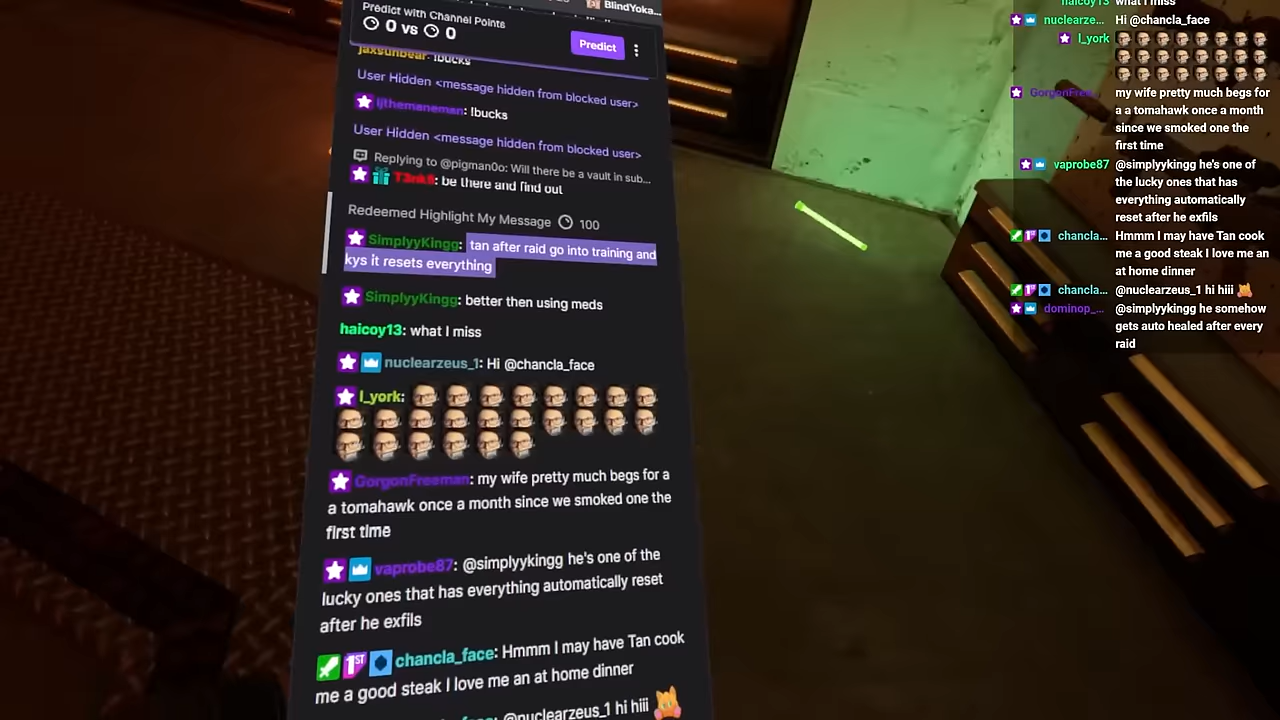 BlindYoka...
Predict with Channel Points
0 vs 0
Predict
jaxsunbear: !bucks
User Hidden <message hidden from blocked user>
ljthemaneman: !bucks
User Hidden <message hidden from blocked user>
Replying to @pigman0o: Will there be a vault in sub...
be there and find out
Redeemed Highlight My Message 100
SimplyyKingg: tan after raid go into training and
kys it resets everything
SimplyyKingg: better then using meds
haicoy13: what I miss
nuclearzeus_1: Hi @chancla_face
l_york:
GorgonFreeman: my wife pretty much begs for a
a tomahawk once a month since we smoked one the
first time
vaprobe87: @simplyykingg he's one of the
lucky ones that has everything automatically reset
after he exfils
1ST chancla_face: Hmmm I may have Tan cook
me a good steak I love me an at home dinner
@nuclearzeus_1 hi hiii
haicoy13 what I miss
nuclearze... Hi @chancla_face
l_york
GorgonFree... my wife pretty much begs for
a a tomahawk once a month
since we smoked one the
first time
vaprobe87 @simplyykingg he's one of
the lucky ones that has
everything automatically
reset after he exfils
chancla... Hmmm I may have Tan cook
me a good steak I love me an
at home dinner
chancla... @nuclearzeus_1 hi hiii
dominop_... @simplyykingg he somehow
gets auto healed after every
raid